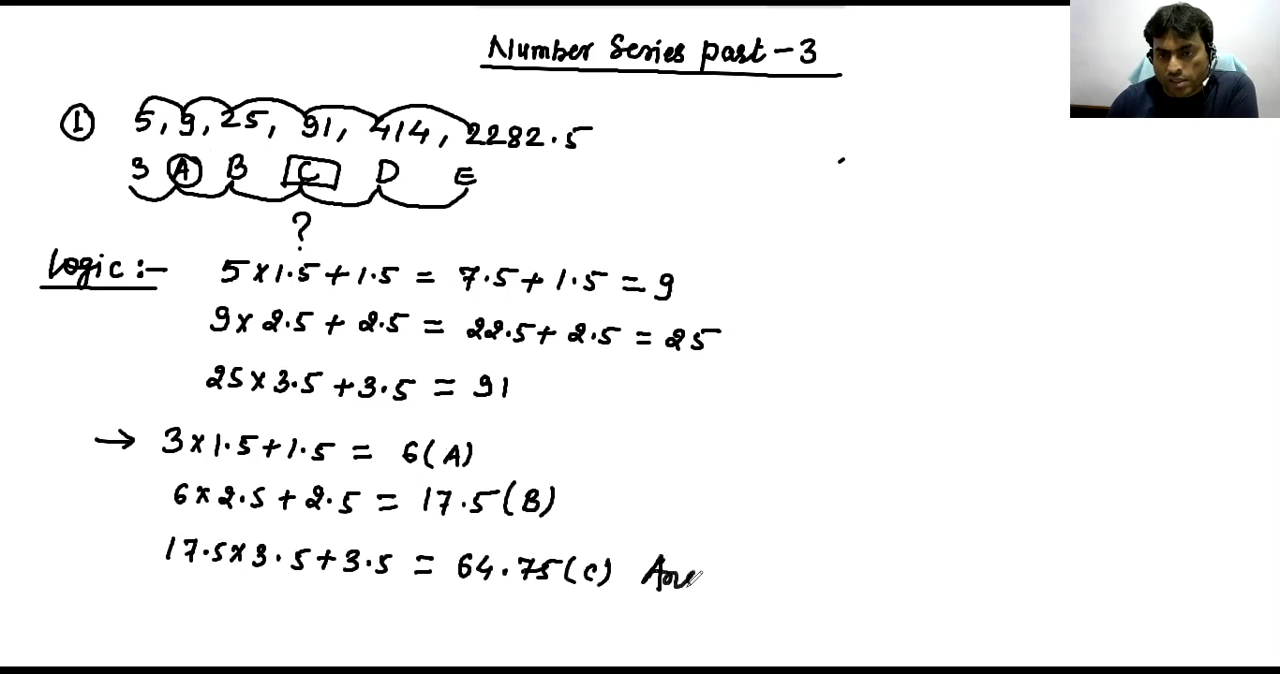 Number Series part-3
① 5, 9, 25, 91, 414, 2282.5
3 A B C D E
?
Logic :-
5×1.5+1.5 = 7.5+1.5 = 9
9×2.5+2.5 = 22.5+2.5 = 25
25×3.5+3.5 = 91
→ 3×1.5+1.5 = 6(A)
6×2.5+2.5 = 17.5(B)
17.5×3.5+3.5 = 64.75(C) Ans